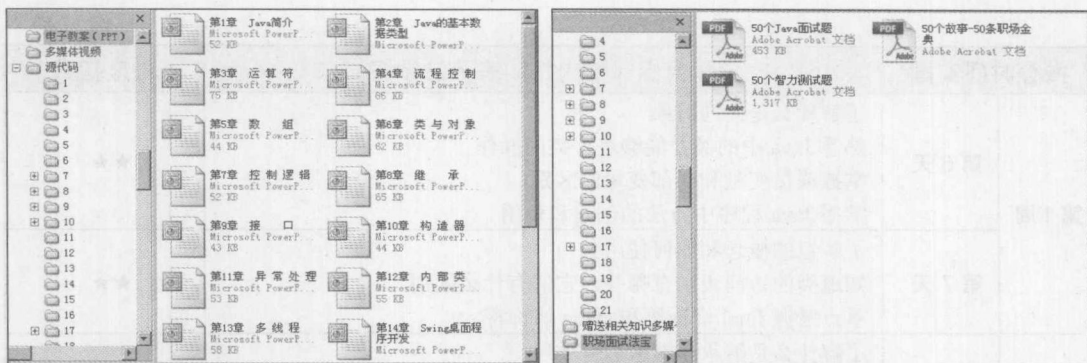 电子教案（PPT）
多媒体视频
源代码
1
2
3
4
5
6
7
8
9
10
11
12
13
14
15
16
17
第1章 Java简介
Microsoft PowerP...
52 KB
第2章 Java的基本数
据类型
Microsoft PowerP...
第3章 运算符
Microsoft PowerP...
75 KB
第4章 流程控制
Microsoft PowerP...
86 KB
第5章 数 组
Microsoft PowerP...
44 KB
第6章 类与对象
Microsoft PowerP...
62 KB
第7章 控制逻辑
Microsoft PowerP...
52 KB
第8章 继 承
Microsoft PowerP...
65 KB
第9章 接 口
Microsoft PowerP...
43 KB
第10章 构造器
Microsoft PowerP...
44 KB
第11章 异常处理
Microsoft PowerP...
53 KB
第12章 内部类
Microsoft PowerP...
55 KB
第13章 多线程
Microsoft PowerP...
58 KB
第14章 Swing桌面程
序开发
Microsoft PowerP...
4
5
6
7
8
9
10
11
12
13
14
15
16
17
18
19
20
21
赠送相关知识多媒
职场面试法宝
PDF
50个Java面试题
Adobe Acrobat 文档
453 KB
PDF
50个故事-50条职场金
典
Adobe Acrobat 文档
PDF
50个智力测试题
Adobe Acrobat 文档
1,317 KB